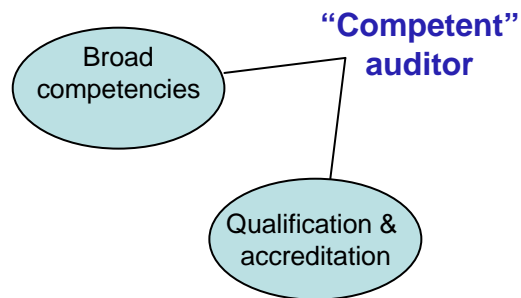 “Competent”
auditor
Broad
competencies
Qualification &
accreditation